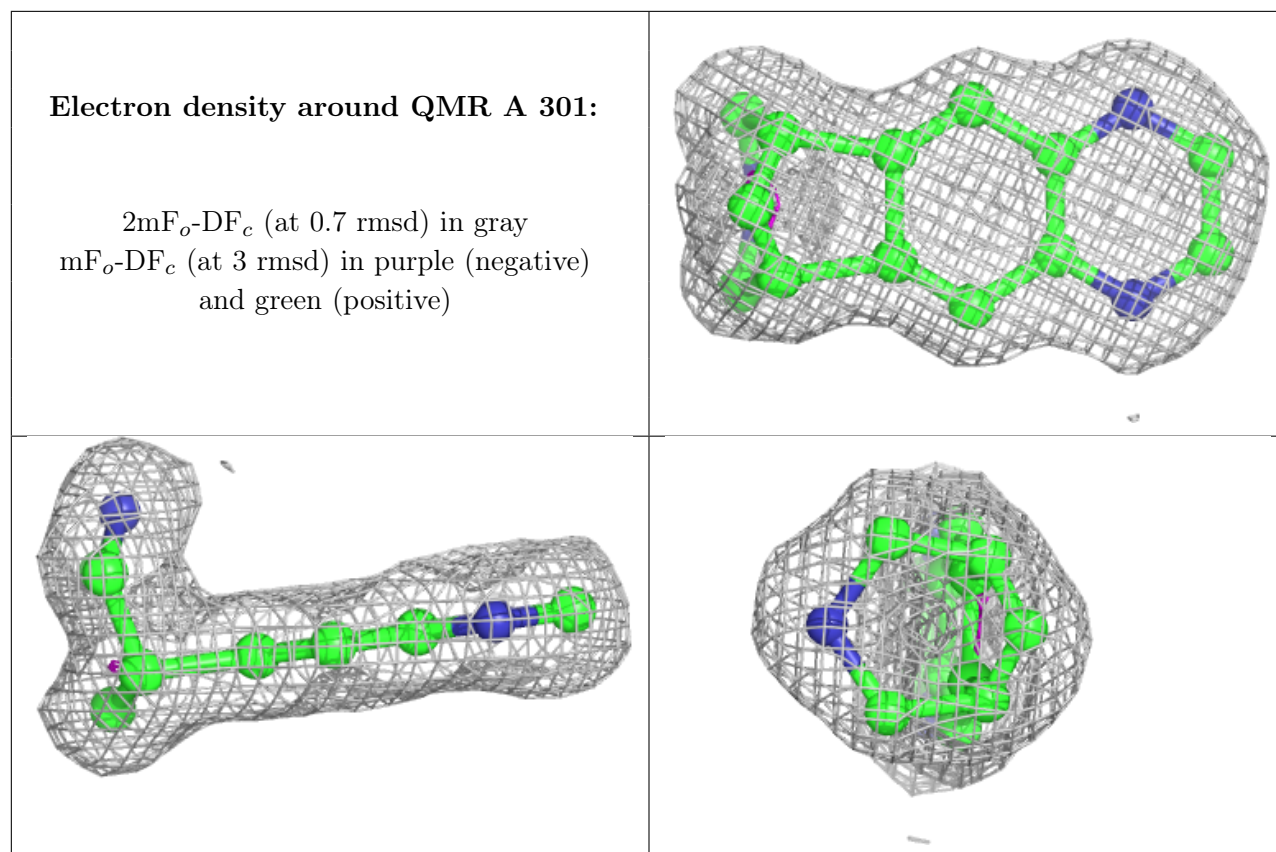 Electron density around QMR A 301:
2mFo-DFc (at 0.7 rmsd) in gray
mFo-DFc (at 3 rmsd) in purple (negative)
and green (positive)